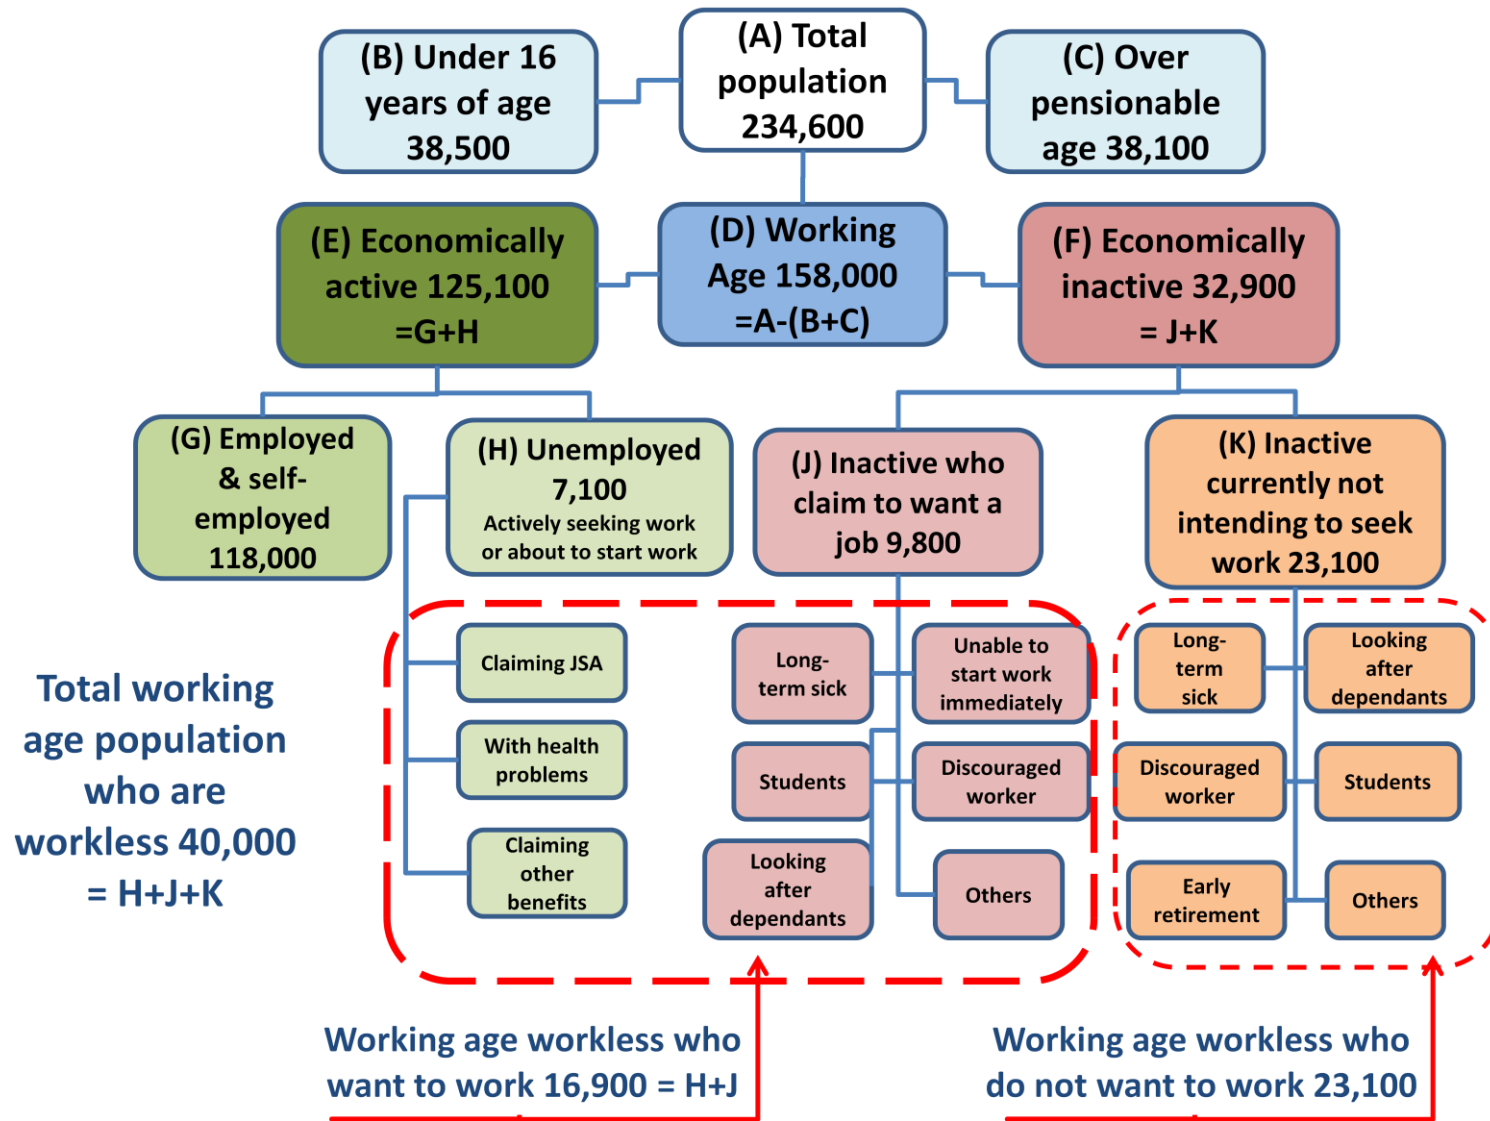 (B) Under 16
years of age
38,500
(A) Total
population
234,600
(C) Over
pensionable
age 38,100
(E) Economically
active 125,100
=G+H
(D) Working
Age 158,000
=A-(B+C)
(F) Economically
inactive 32,900
= J+K
(G) Employed
& self-
employed
118,000
(H) Unemployed
7,100
Actively seeking work
or about to start work
(J) Inactive who
claim to want a
job 9,800
(K) Inactive
currently not
intending to seek
work 23,100
Total working
age population
who are
workless 40,000
= H+J+K
Claiming JSA
With health
problems
Claiming
other
benefits
Long-
term sick
Unable to
start work
immediately
Students
Discouraged
worker
Looking
after
dependants
Others
Long-
term
sick
Looking
after
dependants
Discouraged
worker
Students
Early
retirement
Others
Working age workless who
want to work 16,900 = H+J
Working age workless who
do not want to work 23,100